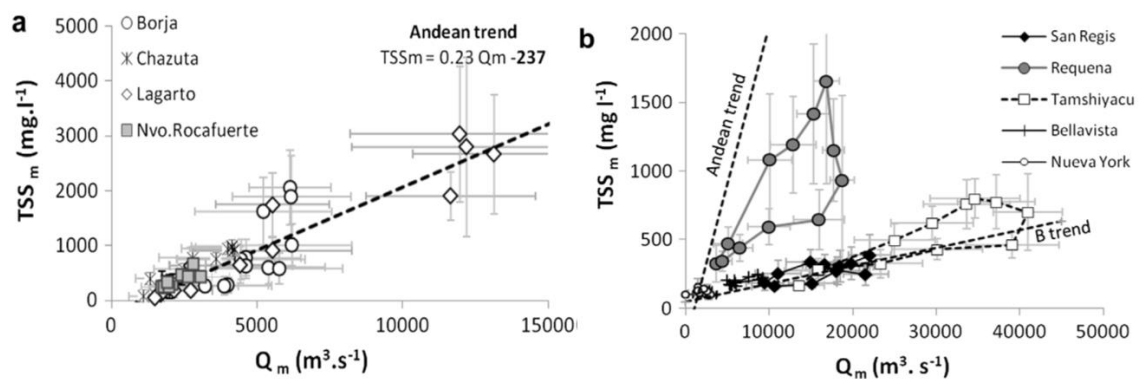 a
5000
4000
3000
2000
1000
0
TSS m (mg.l-1)
Borja
Chazuta
Lagarto
Nvo.Rocafuerte
Andean trend
TSSm = 0.23 Qm -237
0
5000
10000
15000
Q m (m³.s-1)
b
2000
1500
1000
500
0
TSS m (mg l-1)
Andean trend
B trend
San Regis
Requena
Tamshiyacu
Bellavista
Nueva York
0
10000
20000
30000
40000
50000
Q m (m³. s-1)